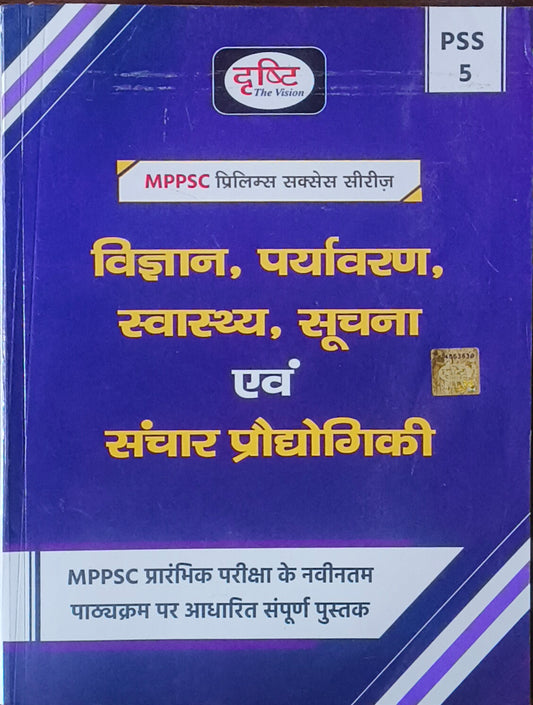 PSS
5
दृष्टि
The Vision
MPPSC प्रिलिम्स सक्सेस सीरीज़
विज्ञान, पर्यावरण,
स्वास्थ्य, सूचना
एवं
संचार प्रौद्योगिकी
MPPSC प्रारंभिक परीक्षा के नवीनतम
पाठ्यक्रम पर आधारित संपूर्ण पुस्तक